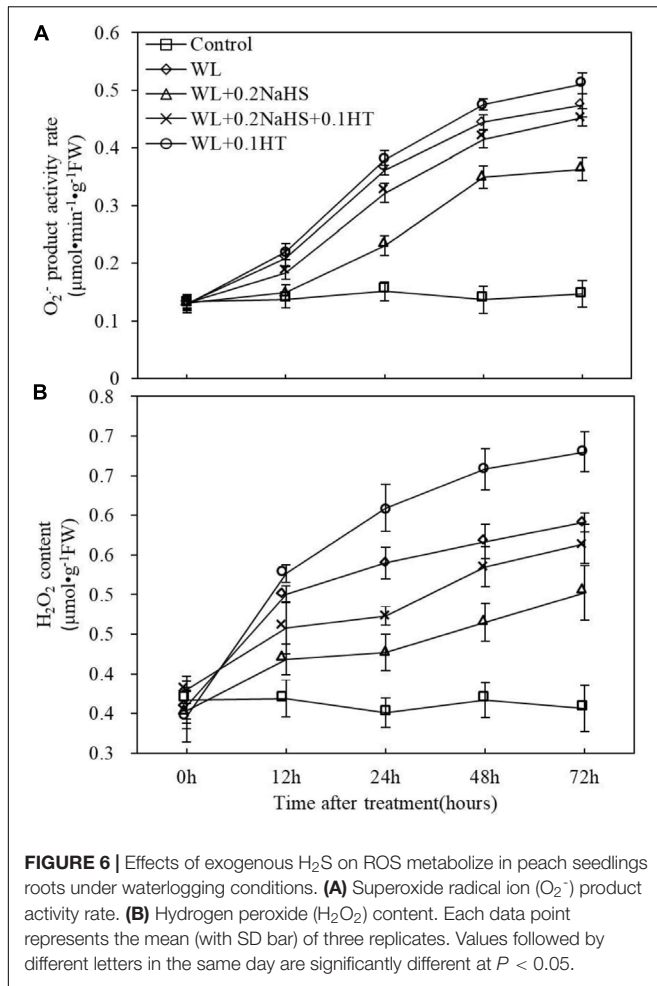 A
Control
WL
WL+0.2NaHS
WL+0.2NaHS+0.1HT
WL+0.1HT
O₂·⁻ product activity rate
(μmol•min⁻¹•g⁻¹FW)
0.6
0.5
0.4
0.3
0.2
0.1
0
B
H₂O₂ content
(μmol•g⁻¹FW)
0.8
0.7
0.7
0.6
0.6
0.5
0.5
0.4
0.4
0.3
0h 12h 24h 48h 72h
Time after treatment(hours)
FIGURE 6 | Effects of exogenous H₂S on ROS metabolize in peach seedlings
roots under waterlogging conditions. (A) Superoxide radical ion (O₂⁻) product
activity rate. (B) Hydrogen peroxide (H₂O₂) content. Each data point
represents the mean (with SD bar) of three replicates. Values followed by
different letters in the same day are significantly different at P < 0.05.